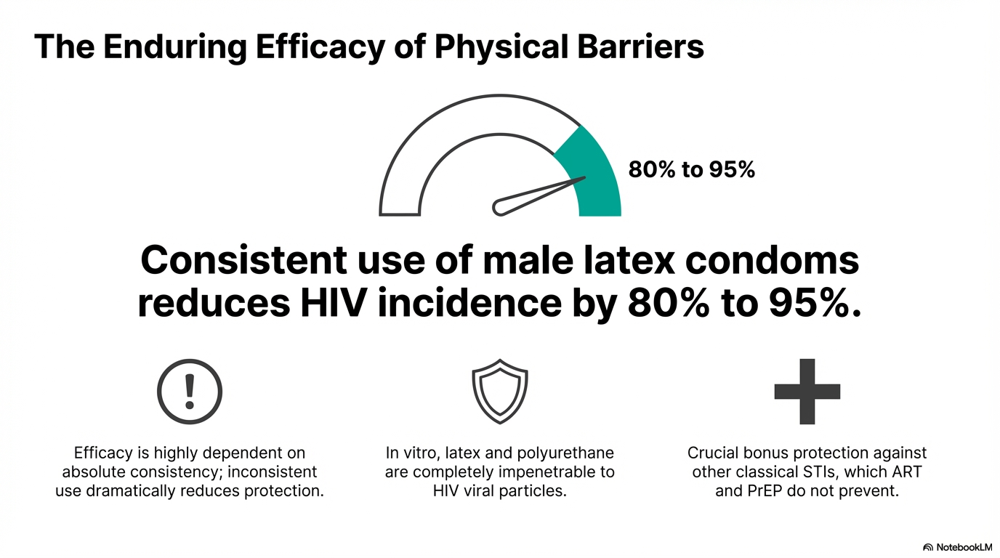 The Enduring Efficacy of Physical Barriers
80% to 95%
Consistent use of male latex condoms
reduces HIV incidence by 80% to 95%.
Efficacy is highly dependent on
absolute consistency; inconsistent
use dramatically reduces protection.
In vitro, latex and polyurethane
are completely impenetrable to
HIV viral particles.
Crucial bonus protection against
other classical STIs, which ART
and PrEP do not prevent.
NotebookLM